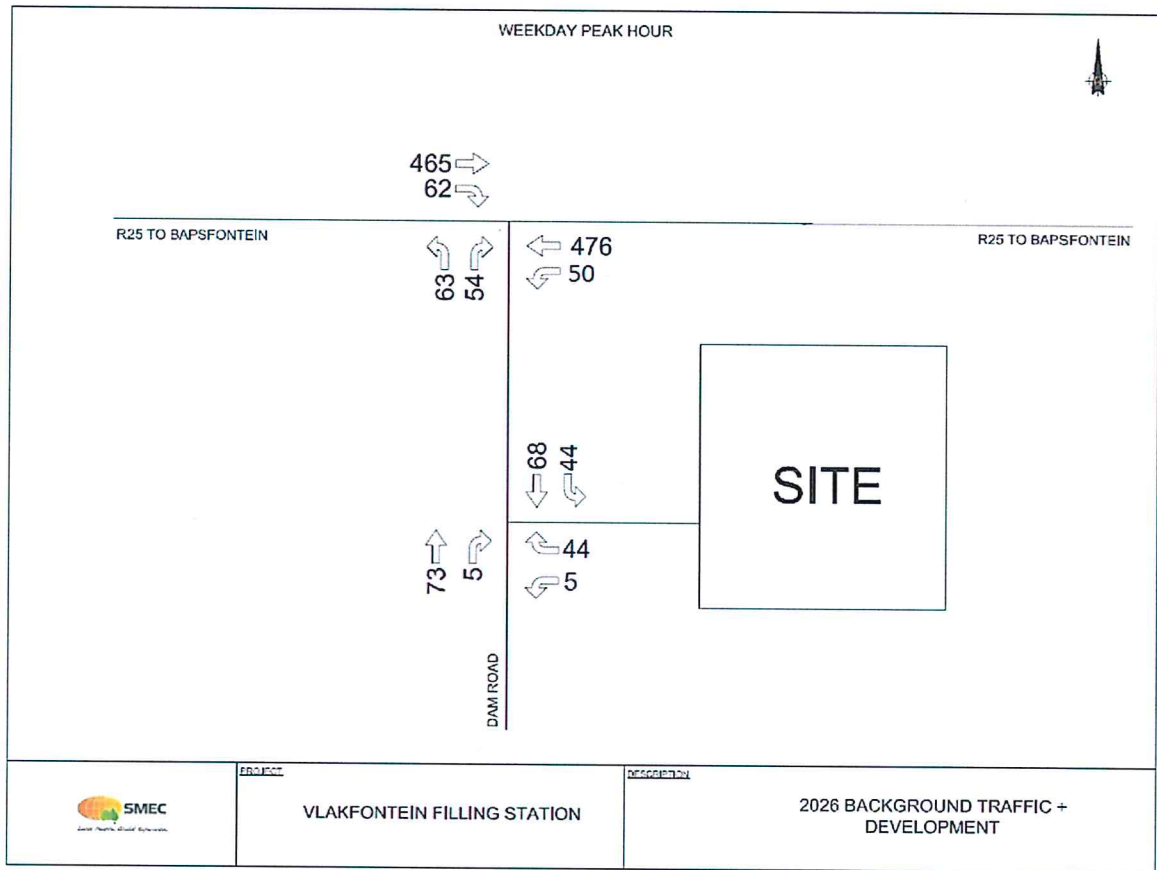 WEEKDAY PEAK HOUR
465
62
R25 TO BAPSFONTEIN
R25 TO BAPSFONTEIN
63
54
476
50
68
44
SITE
73
5
44
5
DAM ROAD
SMEC
PROJECT
VLAKFONTEIN FILLING STATION
DESCRIPTION
2026 BACKGROUND TRAFFIC +
DEVELOPMENT